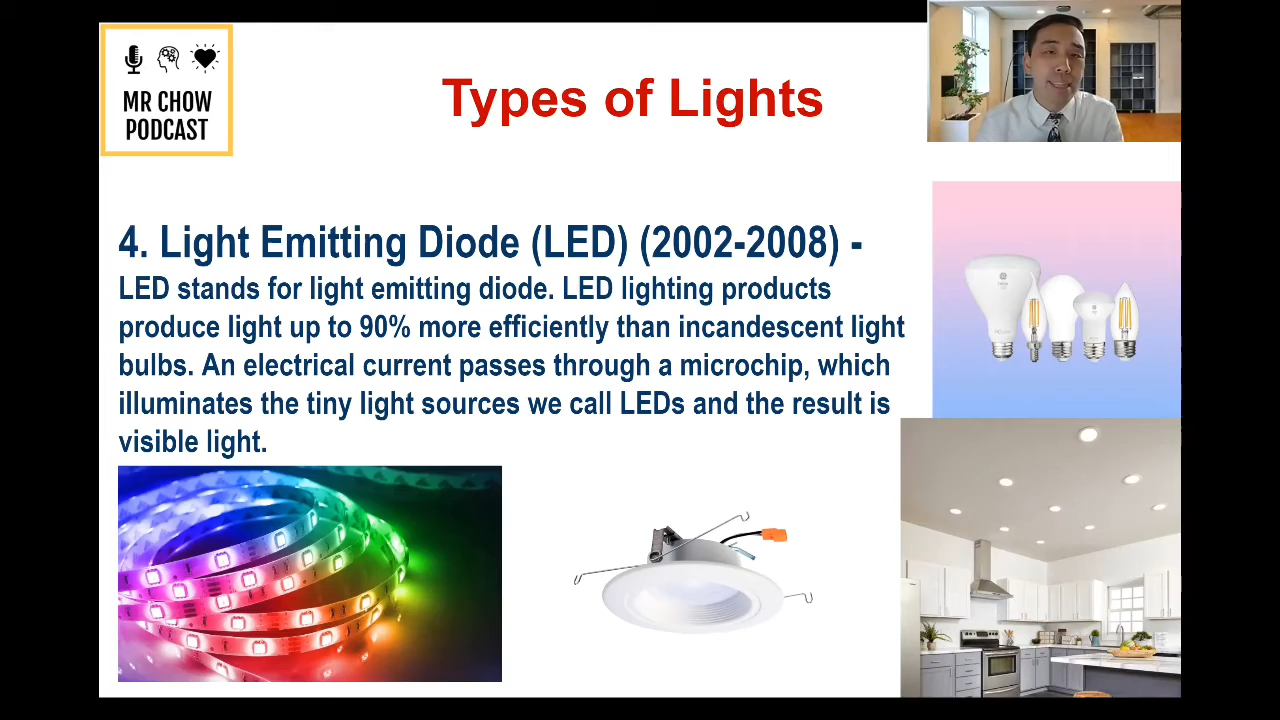 MR CHOW
PODCAST
Types of Lights
4. Light Emitting Diode (LED) (2002-2008) -
LED stands for light emitting diode. LED lighting products
produce light up to 90% more efficiently than incandescent light
bulbs. An electrical current passes through a microchip, which
illuminates the tiny light sources we call LEDs and the result is
visible light.